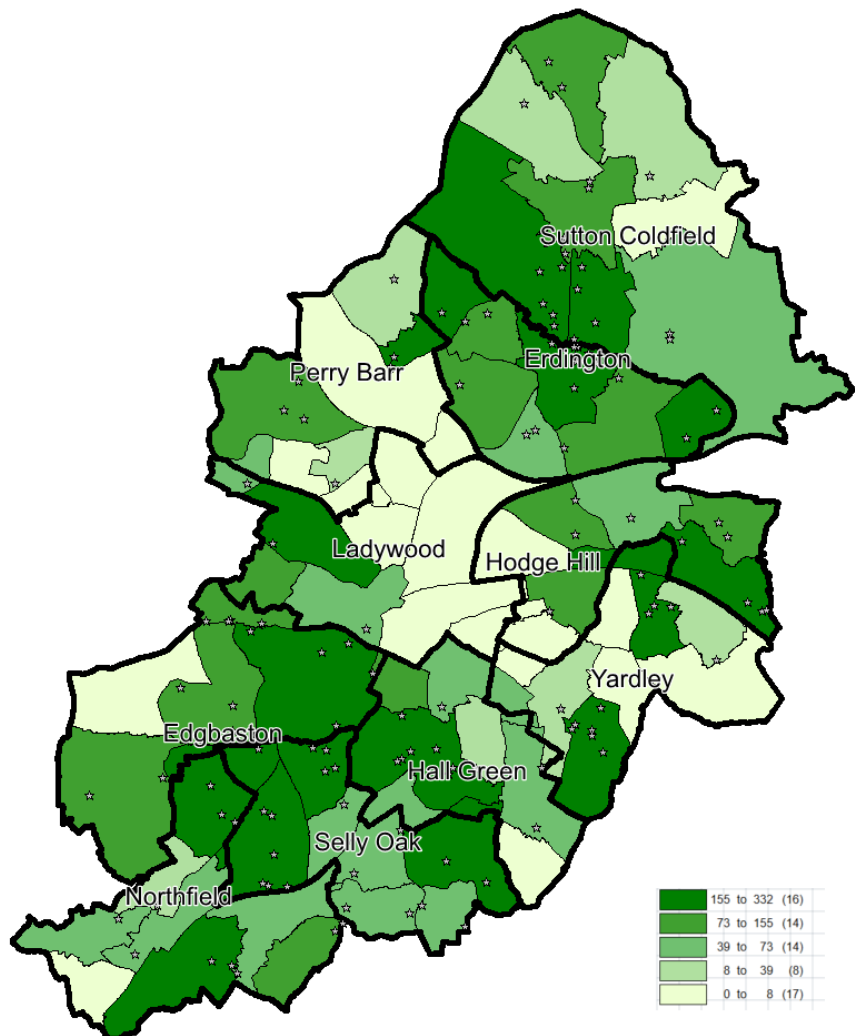 Sutton Coldfield
Erdington
Perry Barr
Ladywood
Hodge Hill
Yardley
Edgbaston
Hall Green
Selly Oak
Northfield
155 to 332 (16)
73 to 155 (14)
39 to 73 (14)
8 to 39 (8)
0 to 8 (17)